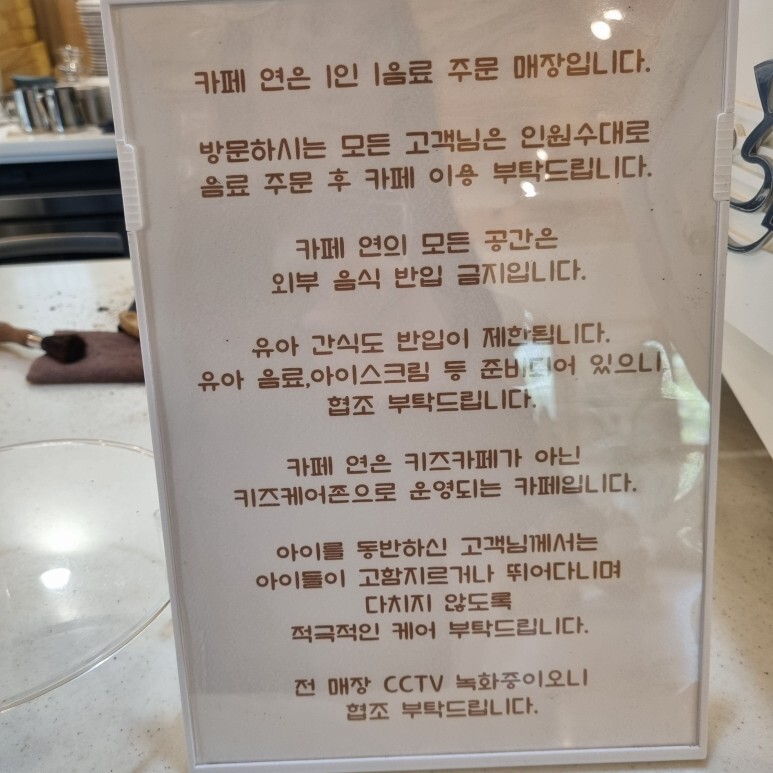 카페 연은 1인 1음료 주문 매장입니다.
방문하시는 모든 고객님은 인원수대로
음료 주문 후 카페 이용 부탁드립니다.
카페 연의 모든 공간은
외부 음식 반입 금지입니다.
유아 간식도 반입이 제한됩니다.
유아 음료,아이스크림 등 준비되어 있으니
협조 부탁드립니다.
카페 연은 키즈카페가 아닌
키즈케어존으로 운영되는 카페입니다.
아이를 동반하신 고객님께서는
아이들이 고함지르거나 뛰어다니며
다치지 않도록
적극적인 케어 부탁드립니다.
전 매장 CCTV 녹화중이오니
협조 부탁드립니다.